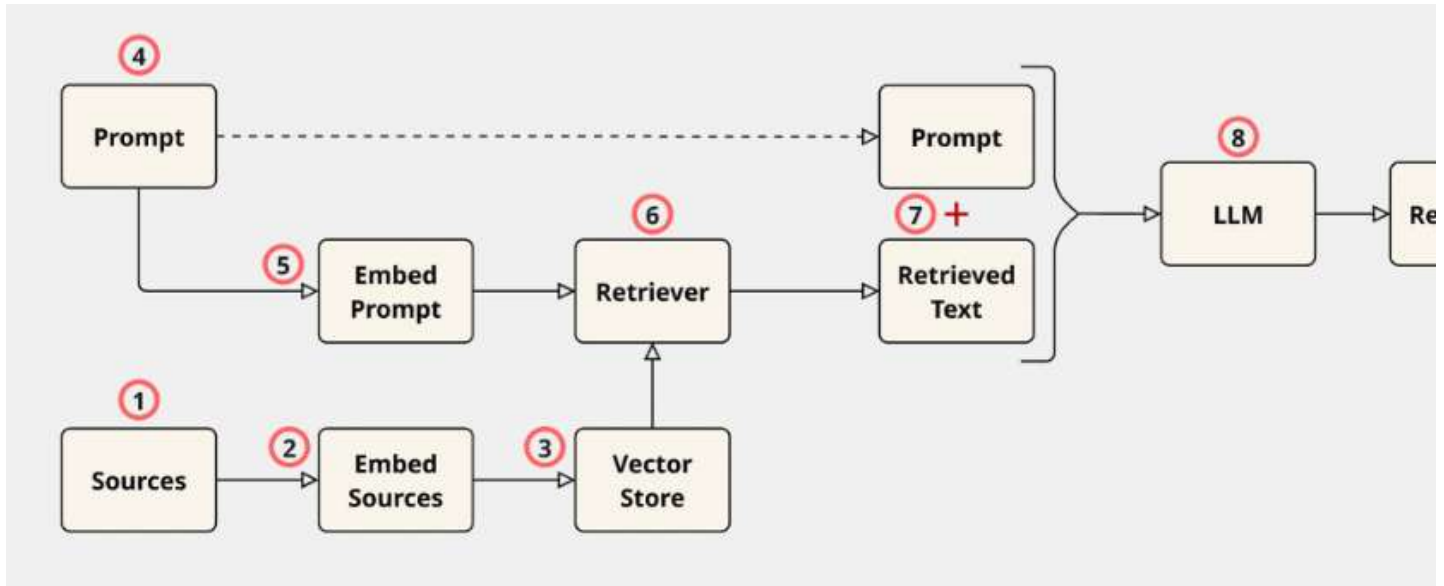 4
Prompt
Prompt
8
LLM
Re
7 +
Retrieved
Text
6
Retriever
5
Embed
Prompt
1
Sources
2
Embed
Sources
3
Vector
Store